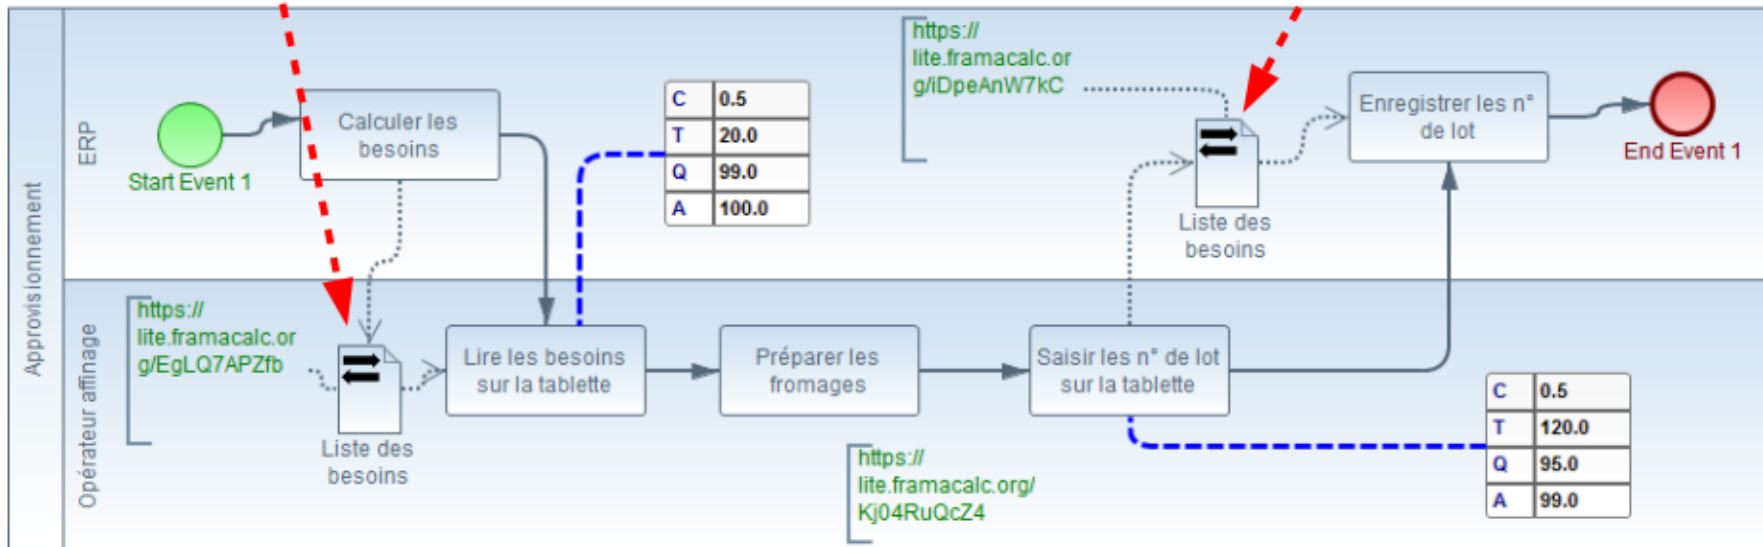 Approvisionnement
ERP
Start Event 1
Calculer les
besoins
C 0.5
T 20.0
Q 99.0
A 100.0
https://
lite.framacalc.or
g/iDpeAnW7kC
Liste des
besoins
Enregistrer les n°
de lot
End Event 1
Opérateur affinage
https://
lite.framacalc.or
g/EgLQ7APZfb
Liste des
besoins
Lire les besoins
sur la tablette
Préparer les
fromages
Saisir les n° de lot
sur la tablette
https://
lite.framacalc.org/
Kj04RuQcZ4
C 0.5
T 120.0
Q 95.0
A 99.0